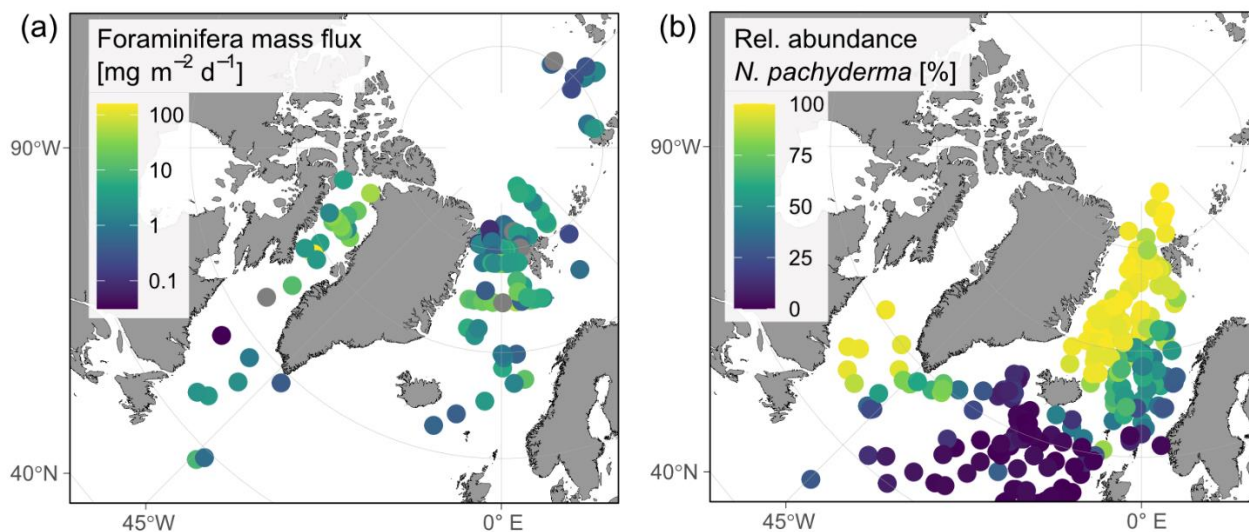 (a)
Foraminifera mass flux
[mg m⁻² d⁻¹]
100
10
1
0.1
90°W
40°N
45°W
0° E
(b)
Rel. abundance
N. pachyderma [%]
100
75
50
25
0
90°W
40°N
45°W
0° E